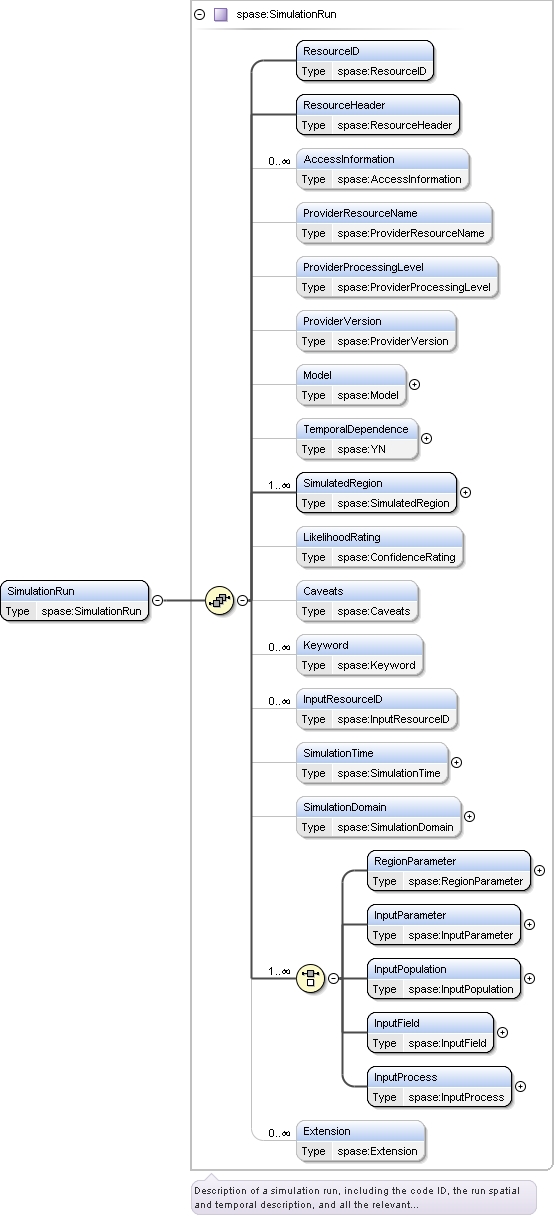 spase:SimulationRun
ResourceID
Type spase:ResourceID
ResourceHeader
Type spase:ResourceHeader
0..∞
AccessInformation
Type spase:AccessInformation
ProviderResourceName
Type spase:ProviderResourceName
ProviderProcessingLevel
Type spase:ProviderProcessingLevel
ProviderVersion
Type spase:ProviderVersion
Model
Type spase:Model
TemporalDependence
Type spase:YN
1..∞
SimulatedRegion
Type spase:SimulatedRegion
LikelihoodRating
Type spase:ConfidenceRating
SimulationRun
Type spase:SimulationRun
Caveats
Type spase:Caveats
0..∞
Keyword
Type spase:Keyword
0..∞
InputResourceID
Type spase:InputResourceID
SimulationTime
Type spase:SimulationTime
SimulationDomain
Type spase:SimulationDomain
1..∞
RegionParameter
Type spase:RegionParameter
InputParameter
Type spase:InputParameter
InputPopulation
Type spase:InputPopulation
InputField
Type spase:InputField
InputProcess
Type spase:InputProcess
0..∞
Extension
Type spase:Extension
Description of a simulation run, including the code ID, the run spatial
and temporal description, and all the relevant...